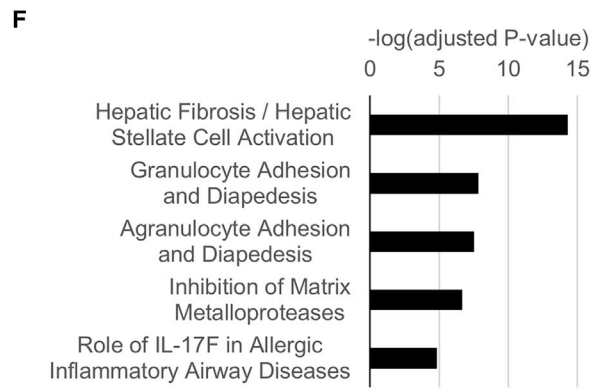 F
-log(adjusted P-value)
0 5 10 15
Hepatic Fibrosis / Hepatic
Stellate Cell Activation
Granulocyte Adhesion
and Diapedesis
Agranulocyte Adhesion
and Diapedesis
Inhibition of Matrix
Metalloproteases
Role of IL-17F in Allergic
Inflammatory Airway Diseases